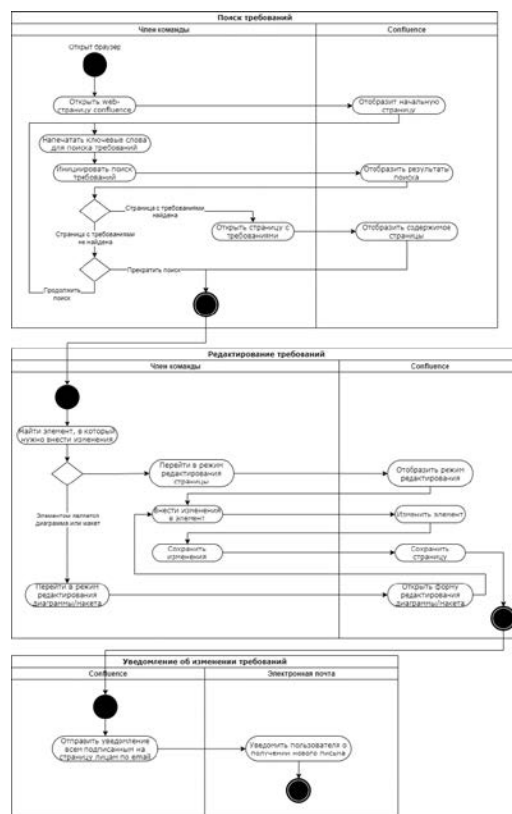 Поиск требований
Член команды
Confluence
Открыт браузер
Открыть web-
страницу confluence
Отобразит начальную
страницу
Напечатать ключевые слова
для поиска требований
Инициировать поиск
требований
Отобразить результаты
поиска
Страница с требованиями
найдена
Страница с требованиями
не найдена
Открыть страницу с
требованиями
Отобразить содержимое
страницы
Прекратить поиск
Продолжить
поиск
Редактирование требований
Член команды
Confluence
Найти элемент, в который
нужно внести изменения
Перейти в режим
редактирования
страницы
Отобразить режим
редактирования
Элементом является
диаграмма или макет
Внести изменения
в элемент
Изменить элемент
Сохранить
изменения
Сохранить
страницу
Перейти в режим
редактирования
диаграммы/макета
Открыть форму
редактирования
диаграммы/макета
Уведомление об изменении требований
Confluence
Электронная почта
Отправить уведомление
всем подписанным на
страницу лицам по email
Уведомить пользователя о
получении нового письма